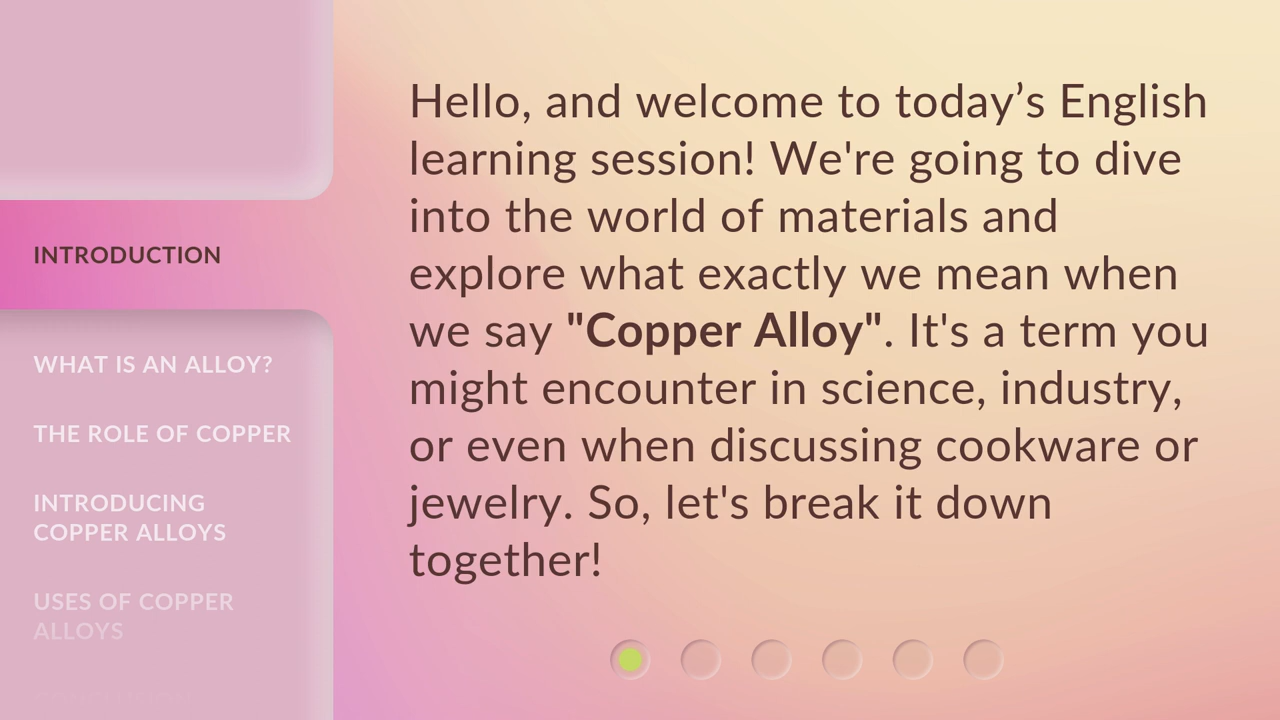 INTRODUCTION
WHAT IS AN ALLOY?
THE ROLE OF COPPER
INTRODUCING
COPPER ALLOYS
USES OF COPPER
ALLOYS
CONCLUSION
Hello, and welcome to today’s English
learning session! We're going to dive
into the world of materials and
explore what exactly we mean when
we say "Copper Alloy". It's a term you
might encounter in science, industry,
or even when discussing cookware or
jewelry. So, let's break it down
together!